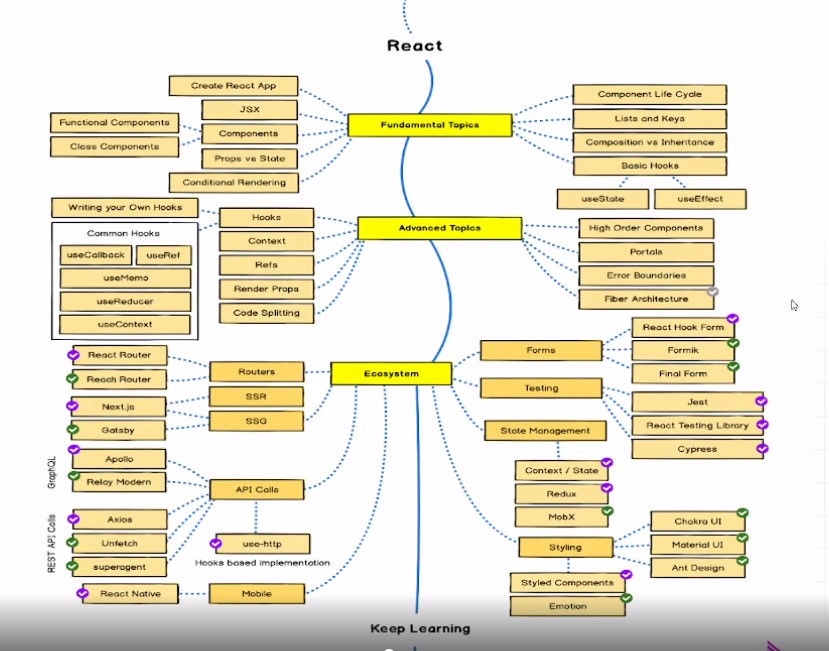 React
Create React App
JSX
Functional Components
Components
Class Components
Props vs State
Conditional Rendering
Fundamental Topics
Component Life Cycle
Lists and Keys
Composition vs Inheritance
Basic Hooks
useState
useEffect
Writing your Own Hooks
Common Hooks
useCallback
useRef
useMemo
useReducer
useContext
Hooks
Context
Refs
Render Props
Code Splitting
Advanced Topics
High Order Components
Portals
Error Boundaries
Fiber Architecture
React Router
Reach Router
Next.js
Gatsby
Routers
SSR
SSG
Ecosystem
Forms
React Hook Form
Formik
Final Form
Testing
Jest
React Testing Library
Cypress
State Management
Context / State
Redux
MobX
GraphQL
Apollo
Relay Modern
API Calls
REST API Calls
Axios
Unfetch
superagent
use-http
Hooks based implementation
Styling
Chakra UI
Material UI
Ant Design
Styled Components
Emotion
React Native
Mobile
Keep Learning